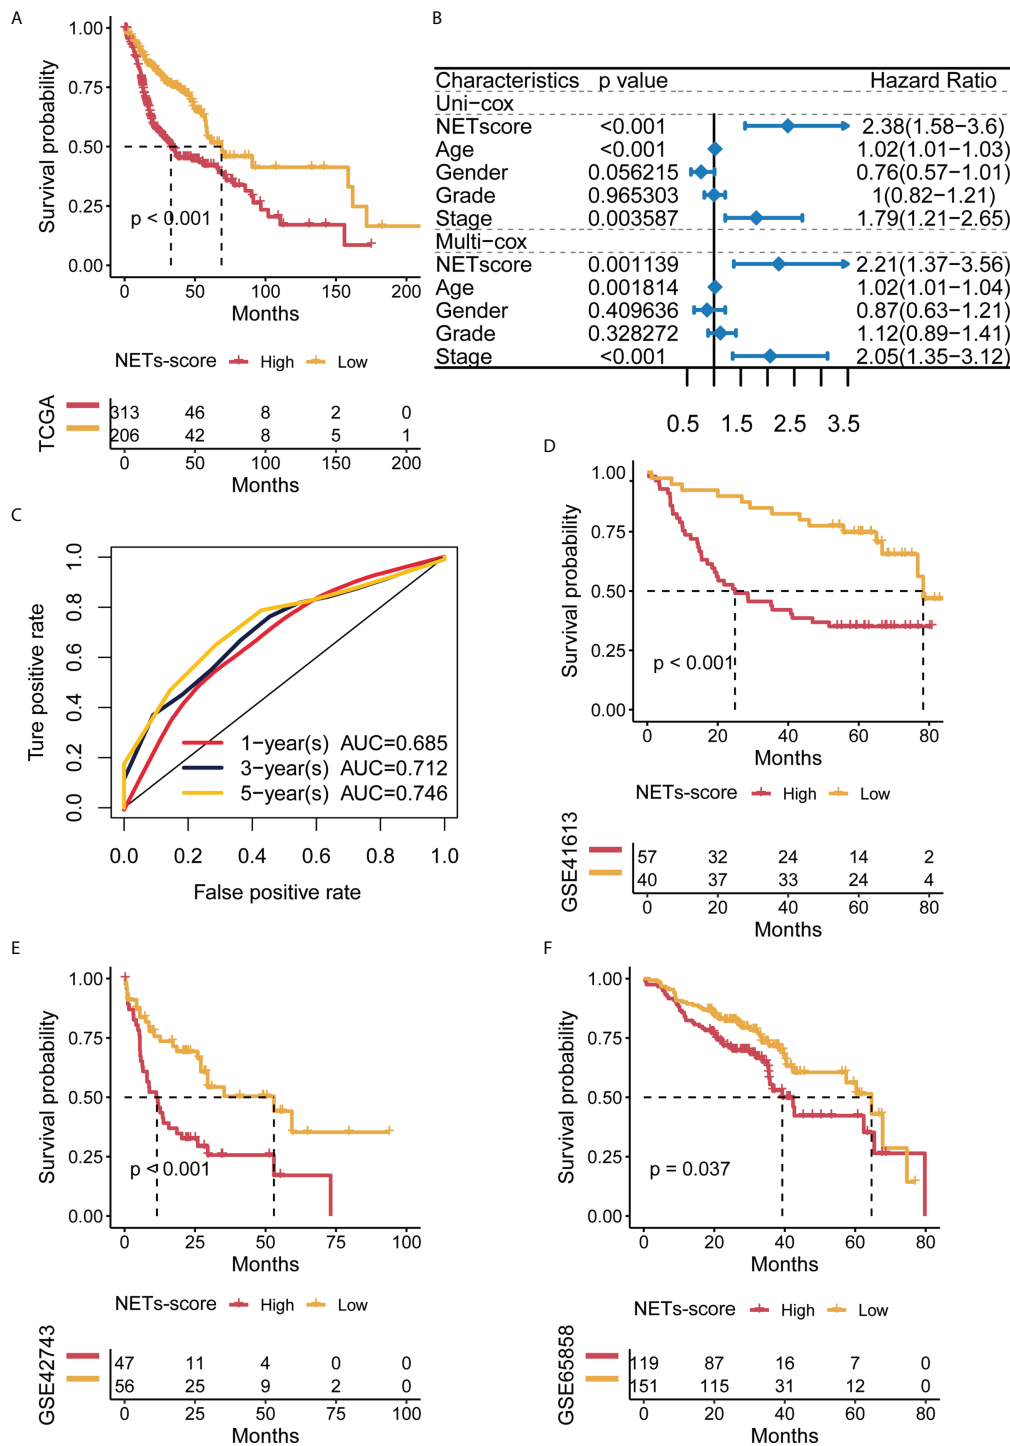 A
1.00
0.75
0.50
0.25
0.00
Survival probability
p < 0.001
0 50 100 150 200
Months
NETs-score High Low
TCGA
313 46 8 2 0
206 42 8 5 1
0 50 100 150 200
Months
B
Characteristics p value Hazard Ratio
Uni-cox
NETscore <0.001 2.38(1.58-3.6)
Age <0.001 1.02(1.01-1.03)
Gender 0.056215 0.76(0.57-1.01)
Grade 0.965303 1(0.82-1.21)
Stage 0.003587 1.79(1.21-2.65)
Multi-cox
NETscore 0.001139 2.21(1.37-3.56)
Age 0.001814 1.02(1.01-1.04)
Gender 0.409636 0.87(0.63-1.21)
Grade 0.328272 1.12(0.89-1.41)
Stage <0.001 2.05(1.35-3.12)
0.5 1.5 2.5 3.5
C
Ture positive rate
1.0
0.8
0.6
0.4
0.2
0.0
1-year(s) AUC=0.685
3-year(s) AUC=0.712
5-year(s) AUC=0.746
0.0 0.2 0.4 0.6 0.8 1.0
False positive rate
D
1.00
0.75
0.50
0.25
0.00
Survival probability
p < 0.001
0 20 40 60 80
Months
NETs-score High Low
GSE41613
57 32 24 14 2
40 37 33 24 4
0 20 40 60 80
Months
E
1.00
0.75
0.50
0.25
0.00
Survival probability
p < 0.001
0 25 50 75 100
Months
NETs-score High Low
GSE42743
47 11 4 0 0
56 25 9 2 0
0 25 50 75 100
Months
F
1.00
0.75
0.50
0.25
0.00
Survival probability
p = 0.037
0 20 40 60 80
Months
NETs-score High Low
GSE65858
119 87 16 7 0
151 115 31 12 0
0 20 40 60 80
Months